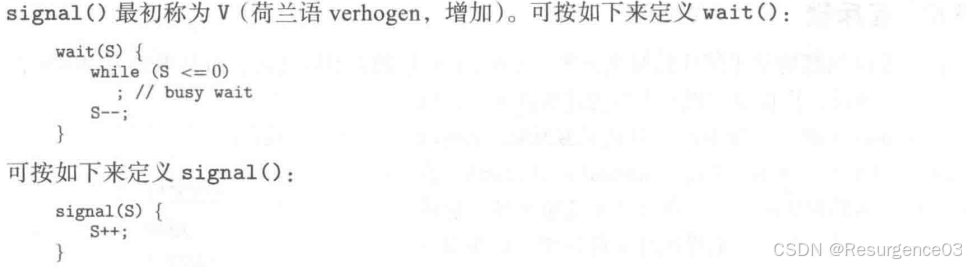 signal() 最初称为 V（荷兰语 verhogen，增加）。可按如下来定义 wait()：
wait(S) {
while (S <= 0)
; // busy wait
S--;
}
可按如下来定义 signal()：
signal(S) {
S++;
}
CSDN @Resurgence03